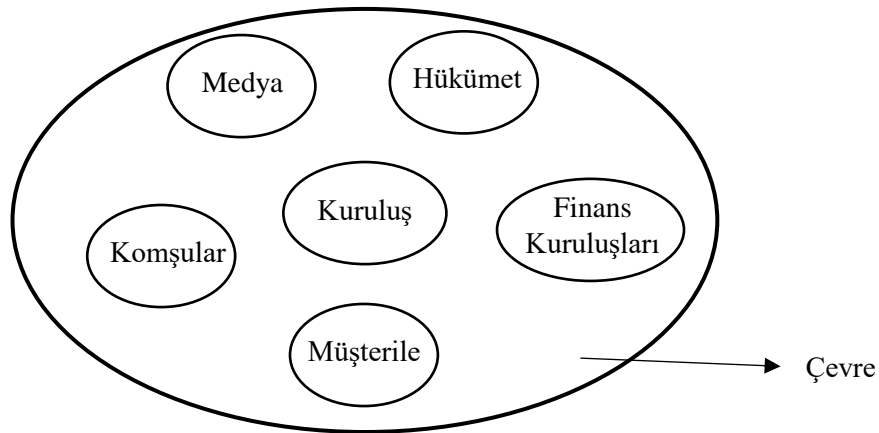 Medya
Hükümet
Kuruluş
Finans
Kuruluşları
Komşular
Müşterile
Çevre